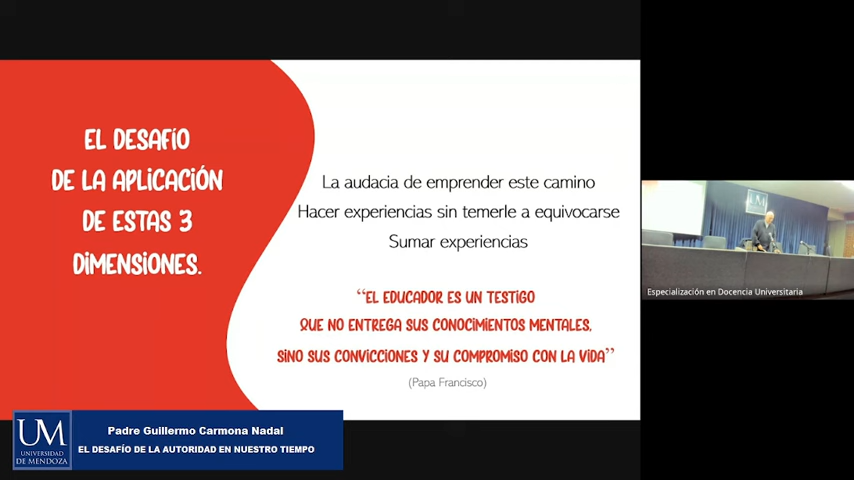 EL DESAFÍO
DE LA APLICACIÓN
DE ESTAS 3
DIMENSIONES.
La audacia de emprender este camino
Hacer experiencias sin temerle a equivocarse
Sumar experiencias
“EL EDUCADOR ES UN TESTIGO
QUE NO ENTREGA SUS CONOCIMIENTOS MENTALES,
SINO SUS CONVICCIONES Y SU COMPROMISO CON LA VIDA”
(Papa Francisco)
UM
Especialización en Docencia Universitaria
UM
UNIVERSIDAD
DE MENDOZA
Padre Guillermo Carmona Nadal
EL DESAFÍO DE LA AUTORIDAD EN NUESTRO TIEMPO